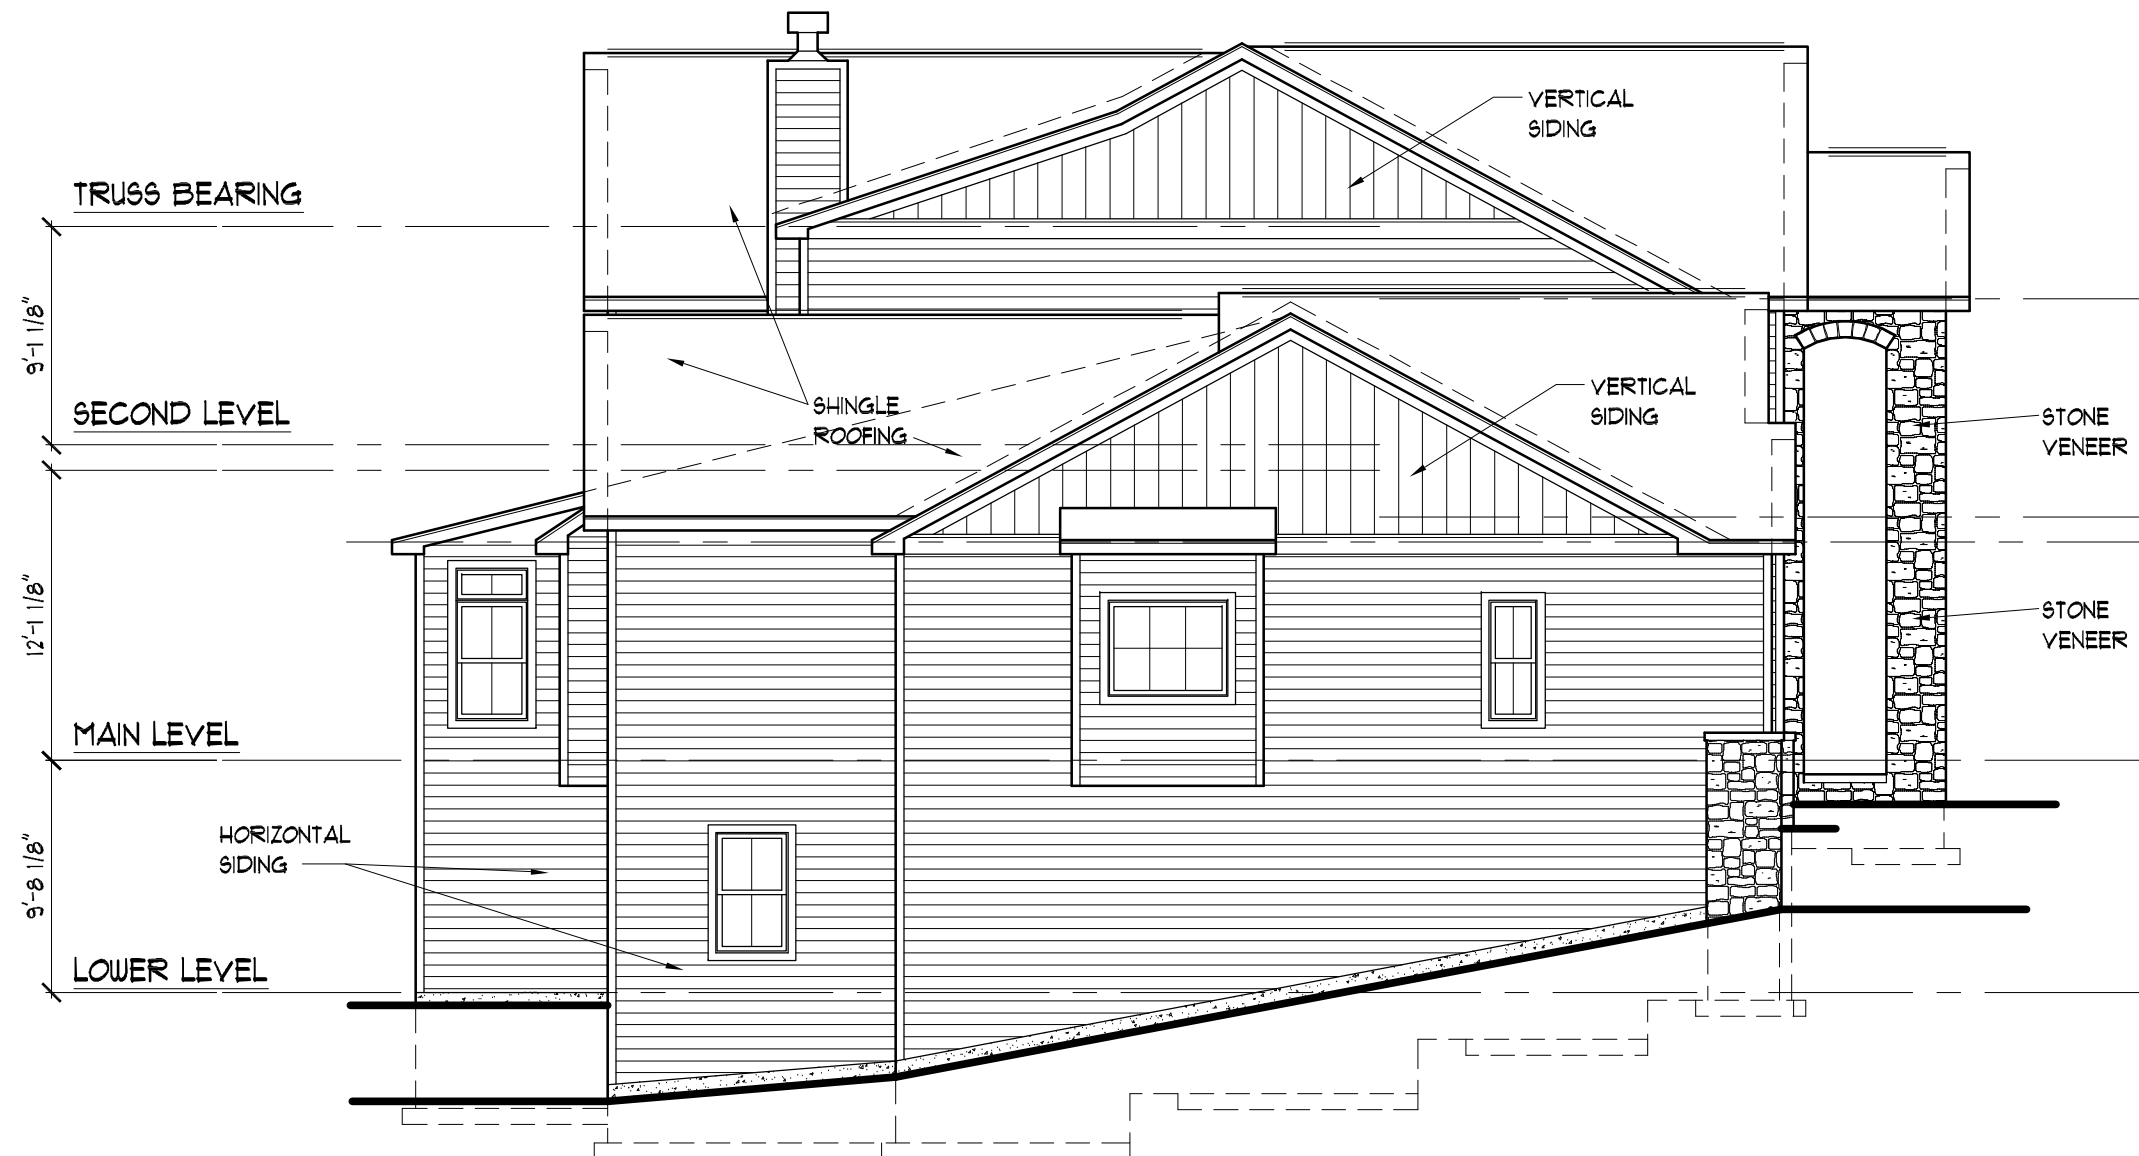 VERTICAL
SIDING
TRUSS BEARING
9'-1 1/8"
SHINGLE
ROOFING
VERTICAL
SIDING
SECOND LEVEL
STONE
VENEER
12'-1 1/8"
STONE
VENEER
MAIN LEVEL
HORIZONTAL
SIDING
9'-8 1/8"
LOWER LEVEL